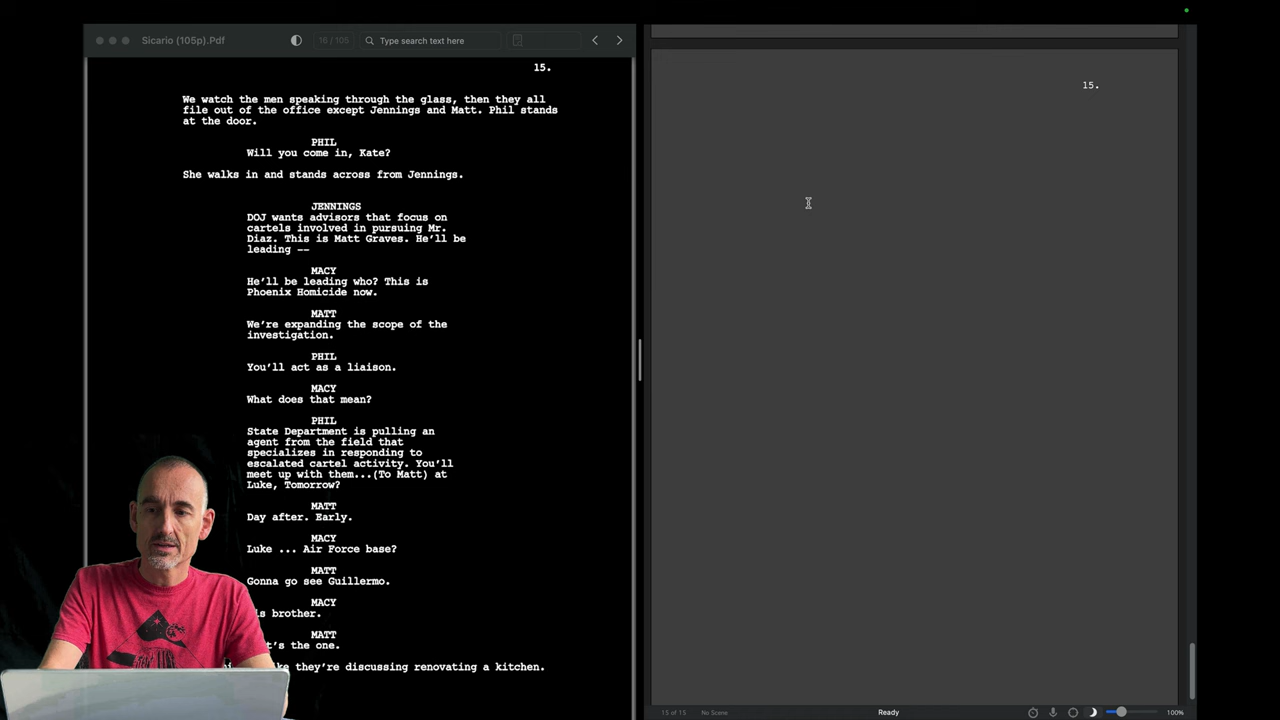 Sicario (105p).Pdf
16 / 105
Type search text here
15.
We watch the men speaking through the glass, then they all
file out of the office except Jennings and Matt. Phil stands
at the door.
PHIL
Will you come in, Kate?
She walks in and stands across from Jennings.
JENNINGS
DOJ wants advisors that focus on
cartels involved in pursuing Mr.
Diaz. This is Matt Graves. He'll be
leading --
MACY
He'll be leading who? This is
Phoenix Homicide now.
MATT
We're expanding the scope of the
investigation.
PHIL
You'll act as a liaison.
MACY
What does that mean?
PHIL
State Department is pulling an
agent from the field that
specializes in responding to
escalated cartel activity. You'll
meet up with them...(To Matt) at
Luke, Tomorrow?
MATT
Day after. Early.
MACY
Luke ... Air Force base?
MATT
Gonna go see Guillermo.
MACY
is brother.
MATT
t's the one.
ke they're discussing renovating a kitchen.
15.
15 of 15
No Scene
Ready
100%